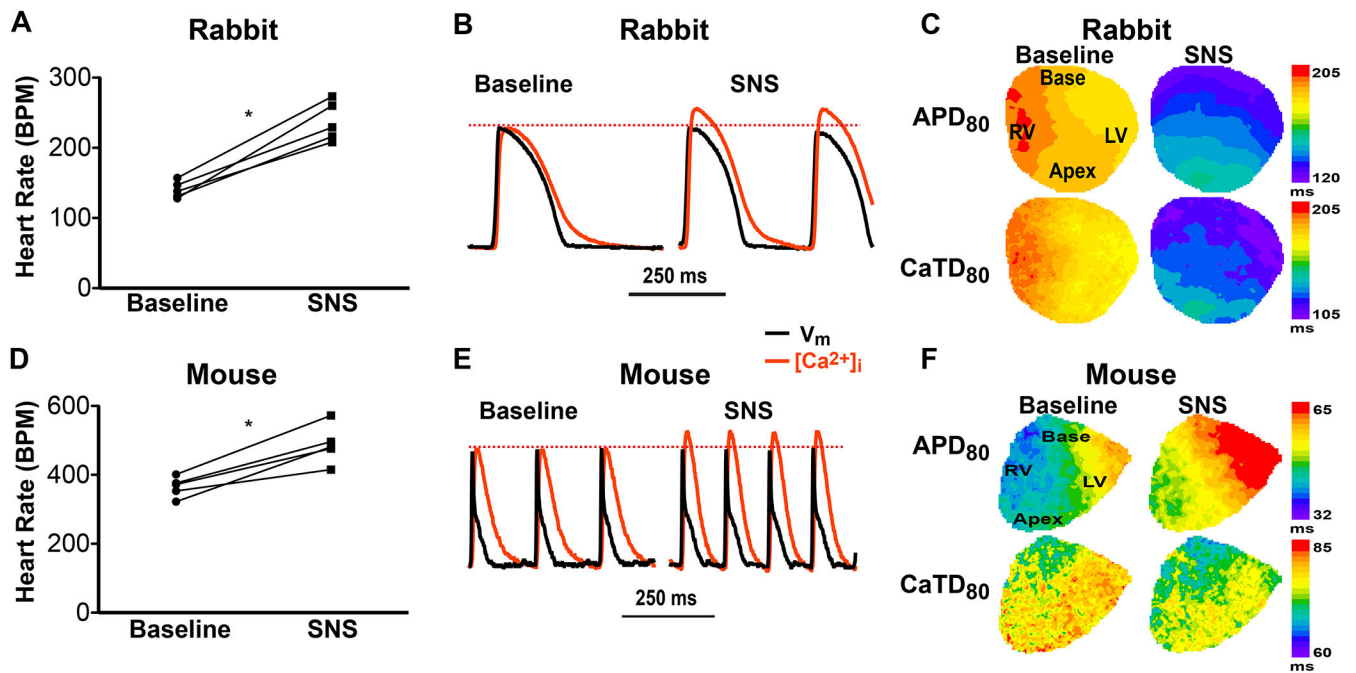 A
Rabbit
Heart Rate (BPM)
300
200
100
0
*
Baseline
SNS
B
Rabbit
Baseline
SNS
250 ms
C
Rabbit
Baseline
SNS
APD80
Base
RV
LV
Apex
205
120
ms
CaTD80
205
105
ms
Vm
[Ca2+]i
D
Mouse
Heart Rate (BPM)
600
400
200
0
*
Baseline
SNS
E
Mouse
Baseline
SNS
250 ms
F
Mouse
Baseline
SNS
APD80
Base
RV
LV
Apex
65
32
ms
CaTD80
85
60
ms